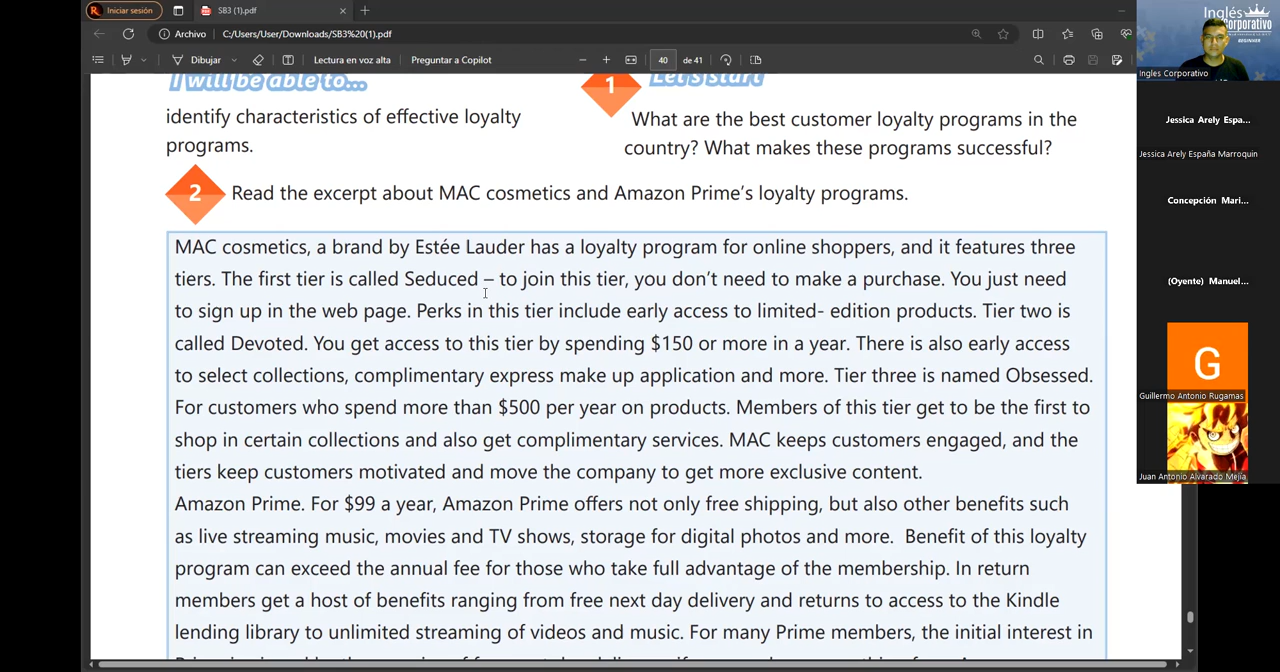 Iniciar sesión
SB3 (1).pdf
Archivo
C:/Users/User/Downloads/SB3%20(1).pdf
Dibujar
Lectura en voz alta
Preguntar a Copilot
40
de 41
I will be able to...
identify characteristics of effective loyalty
programs.
1
Let's start
What are the best customer loyalty programs in the
country? What makes these programs successful?
2
Read the excerpt about MAC cosmetics and Amazon Prime's loyalty programs.
MAC cosmetics, a brand by Estée Lauder has a loyalty program for online shoppers, and it features three
tiers. The first tier is called Seduced – to join this tier, you don't need to make a purchase. You just need
to sign up in the web page. Perks in this tier include early access to limited- edition products. Tier two is
called Devoted. You get access to this tier by spending $150 or more in a year. There is also early access
to select collections, complimentary express make up application and more. Tier three is named Obsessed.
For customers who spend more than $500 per year on products. Members of this tier get to be the first to
shop in certain collections and also get complimentary services. MAC keeps customers engaged, and the
tiers keep customers motivated and move the company to get more exclusive content.
Amazon Prime. For $99 a year, Amazon Prime offers not only free shipping, but also other benefits such
as live streaming music, movies and TV shows, storage for digital photos and more.  Benefit of this loyalty
program can exceed the annual fee for those who take full advantage of the membership. In return
members get a host of benefits ranging from free next day delivery and returns to access to the Kindle
lending library to unlimited streaming of videos and music. For many Prime members, the initial interest in
Inglés
Corporativo
BEGINNER
Ingles Corporativo
Jessica Arely Espa...
Jessica Arely España Marroquin
Concepción Mari...
(Oyente) Manuel...
G
Guillermo Antonio Rugamas
Juan Antonio Alvarado Mejía